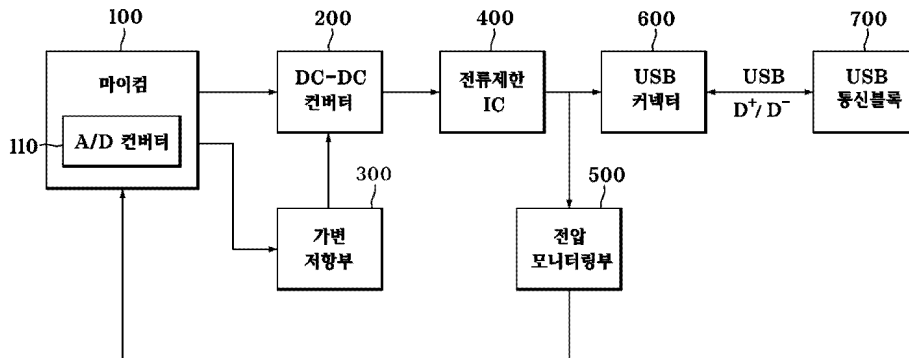 100
마이컴
110
A/D 컨버터
200
DC-DC
컨버터
300
가변
저항부
400
전류제한
IC
500
전압
모니터링부
600
USB
커넥터
USB
D+/D-
700
USB
통신블록